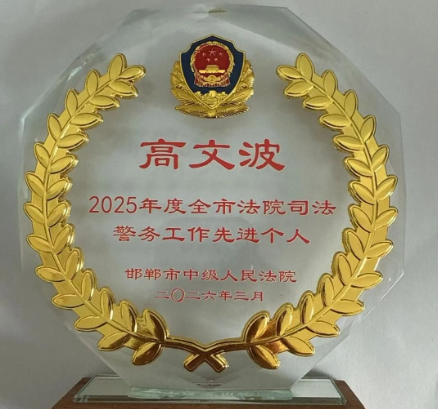 高文波
2025年度全市法院司法
警务工作先进个人
邯郸市中级人民法院
二〇二六年三月